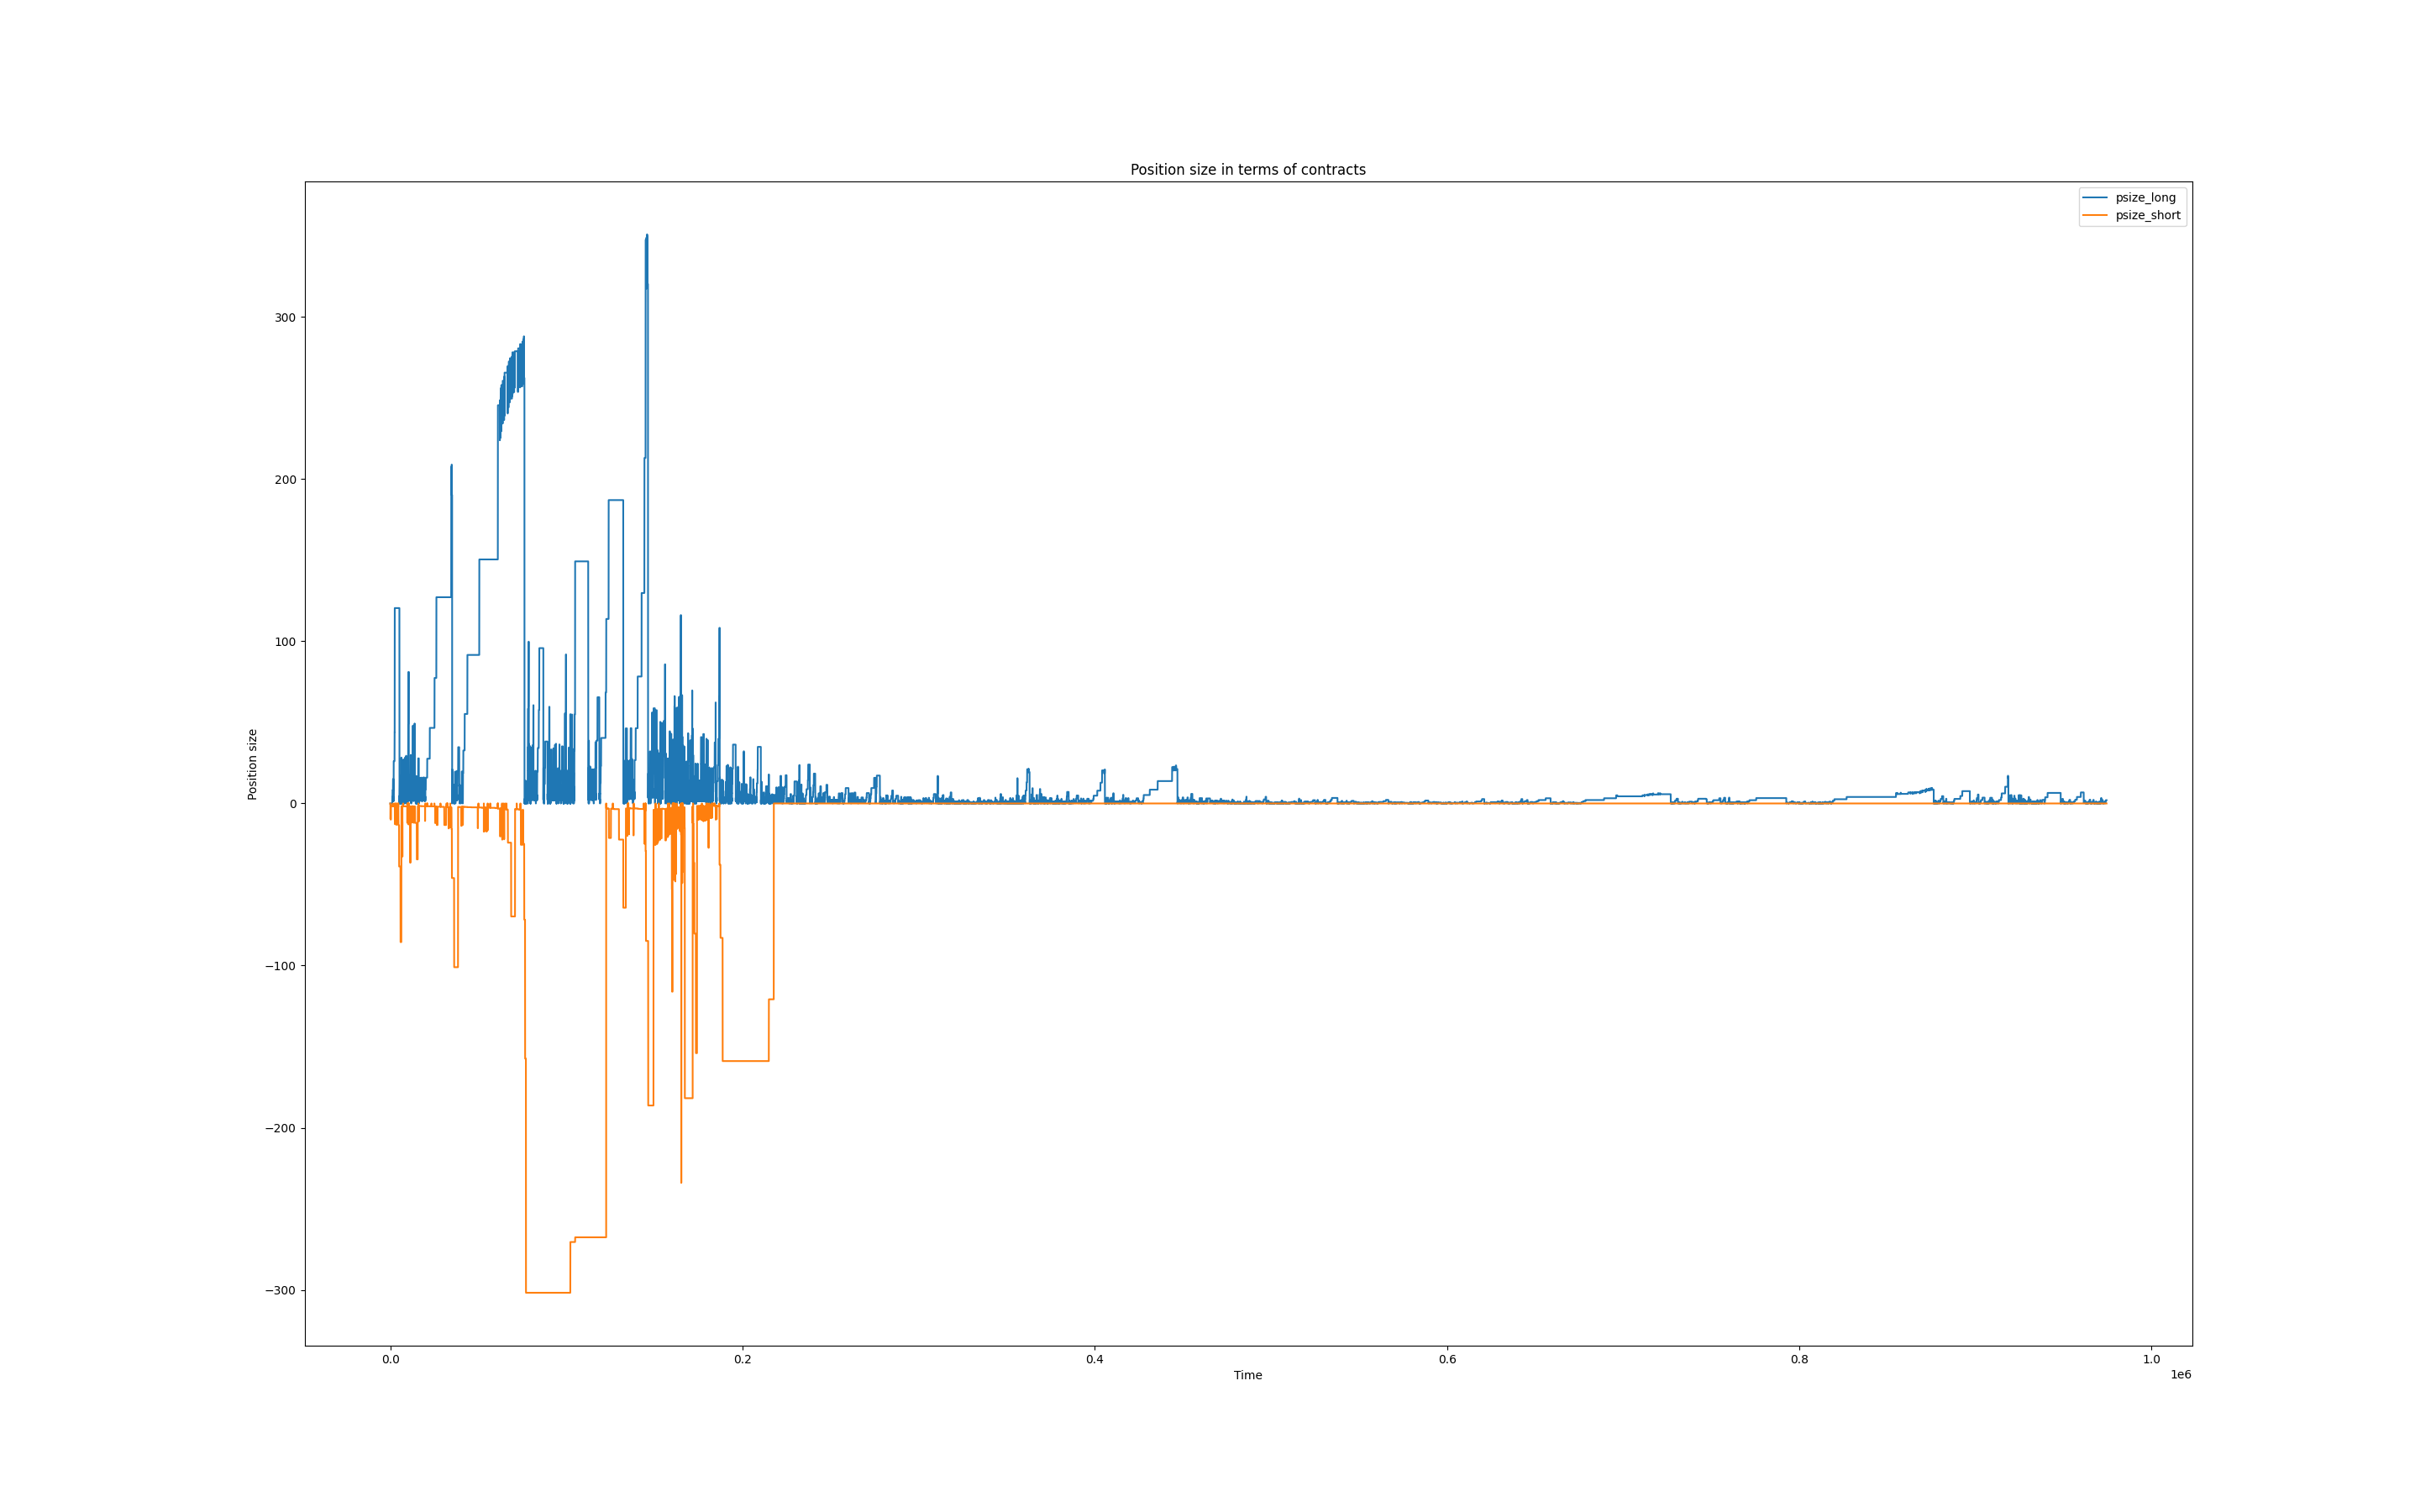 Position size in terms of contracts
psize_long
psize_short
Position size
300
200
100
0
−100
−200
−300
0.0
0.2
0.4
0.6
0.8
1.0
1e6
Time